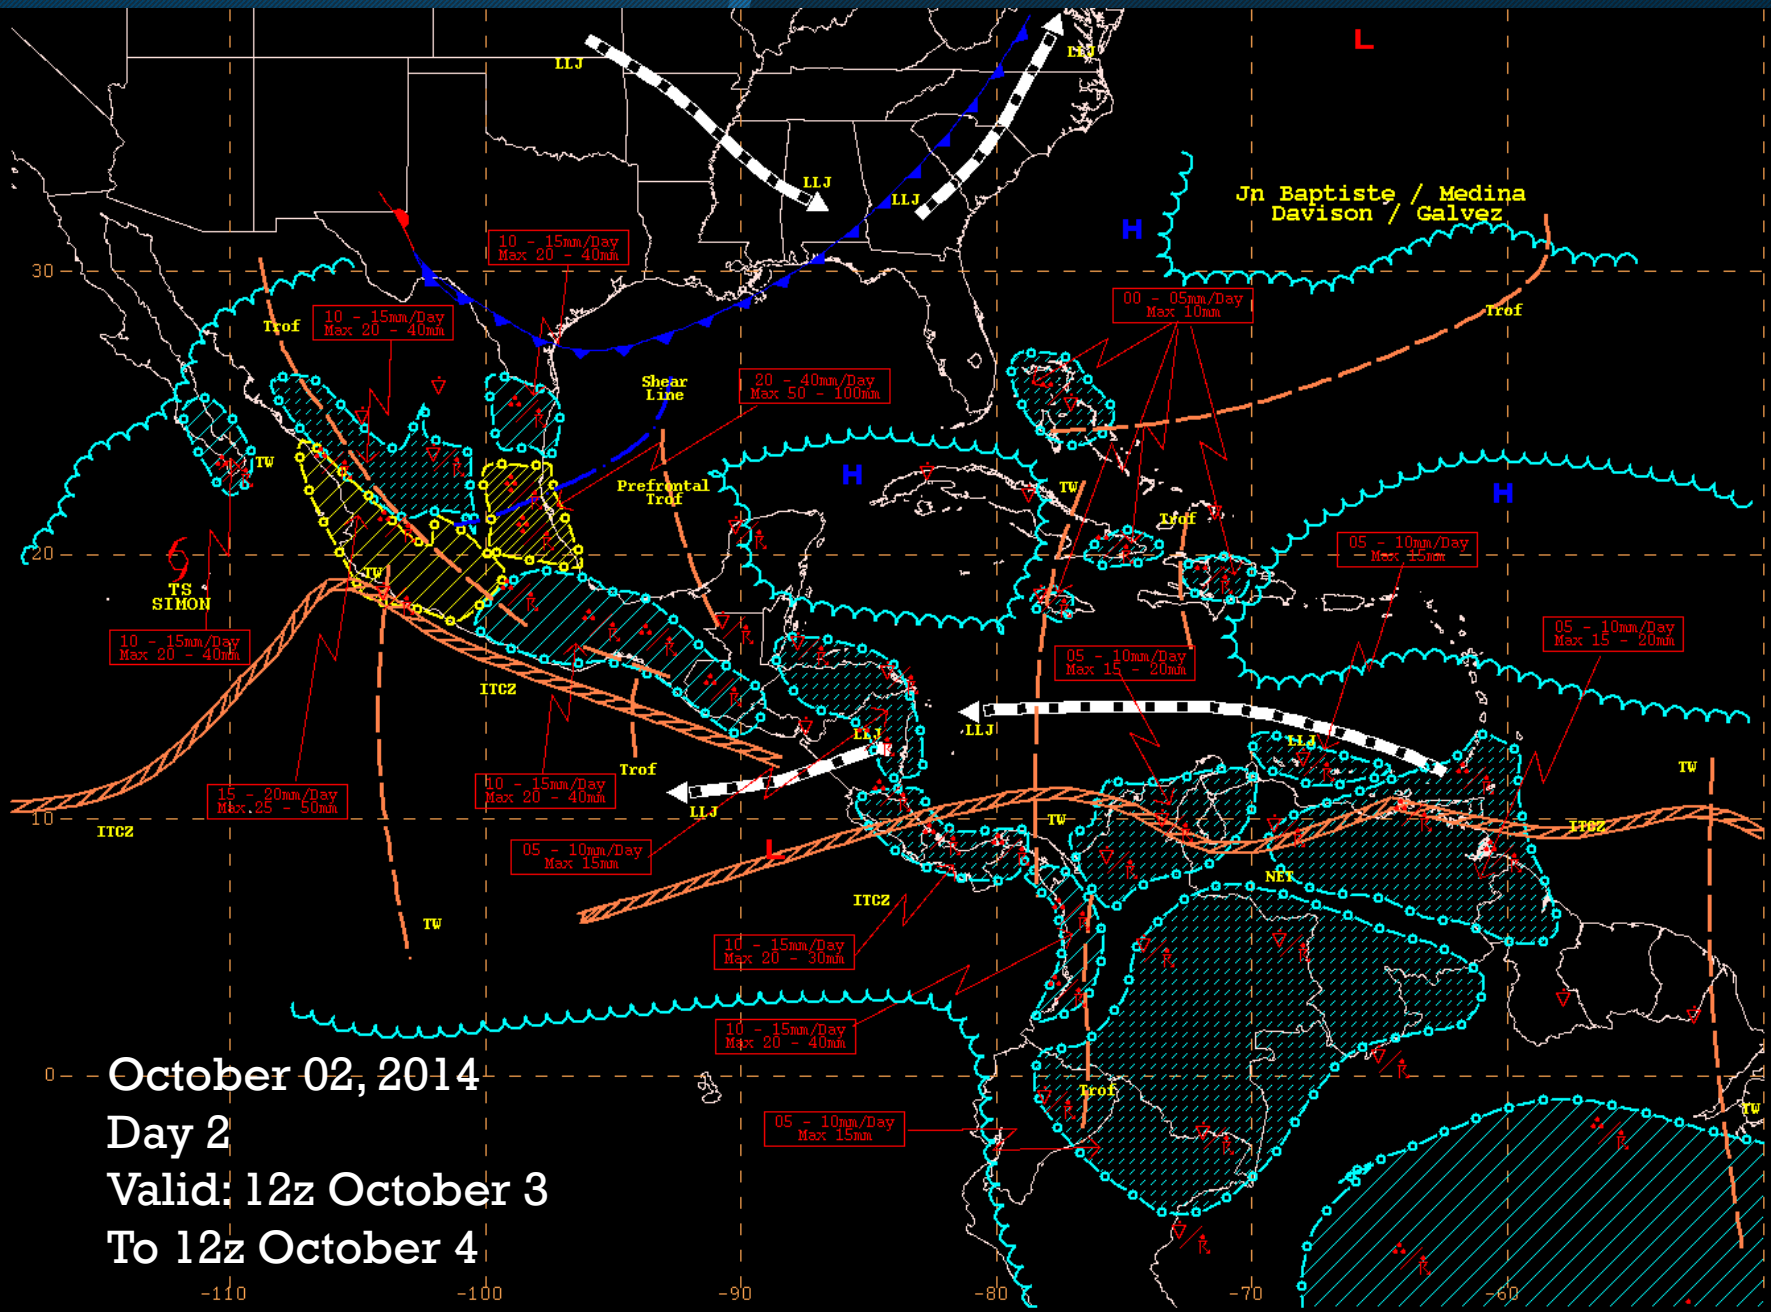 L
LLJ
LLJ
LLJ
LLJ
Jn Baptiste / Medina
Davison / Galvez
H
10 - 15mm/Day
Max 20 - 40mm
30
00 - 05mm/Day
Max 10mm
10 - 15mm/Day
Max 20 - 40mm
Trof
Trof
Shear
Line
20 - 40mm/Day
Max 50 - 100mm
TW
H
Prefrontal
Trof
TW
H
Trof
20
05 - 10mm/Day
Max 15mm
TW
TS
SIMON
10 - 15mm/Day
Max 20 - 40mm
05 - 10mm/Day
Max 15 - 20mm
05 - 10mm/Day
Max 15 - 20mm
ITCZ
LLJ
LLJ
LLJ
Trof
TW
15 - 20mm/Day
Max 25 - 50mm
10 - 15mm/Day
Max 20 - 40mm
LLJ
10
ITCZ
TW
ITCZ
05 - 10mm/Day
Max 15mm
L
NET
ITCZ
TW
10 - 15mm/Day
Max 20 - 30mm
10 - 15mm/Day
Max 20 - 40mm
0
Trof
TW
05 - 10mm/Day
Max 15mm
October 02, 2014
Day 2
Valid: 12z October 3
To 12z October 4
-110
-100
-90
-80
-70
-60